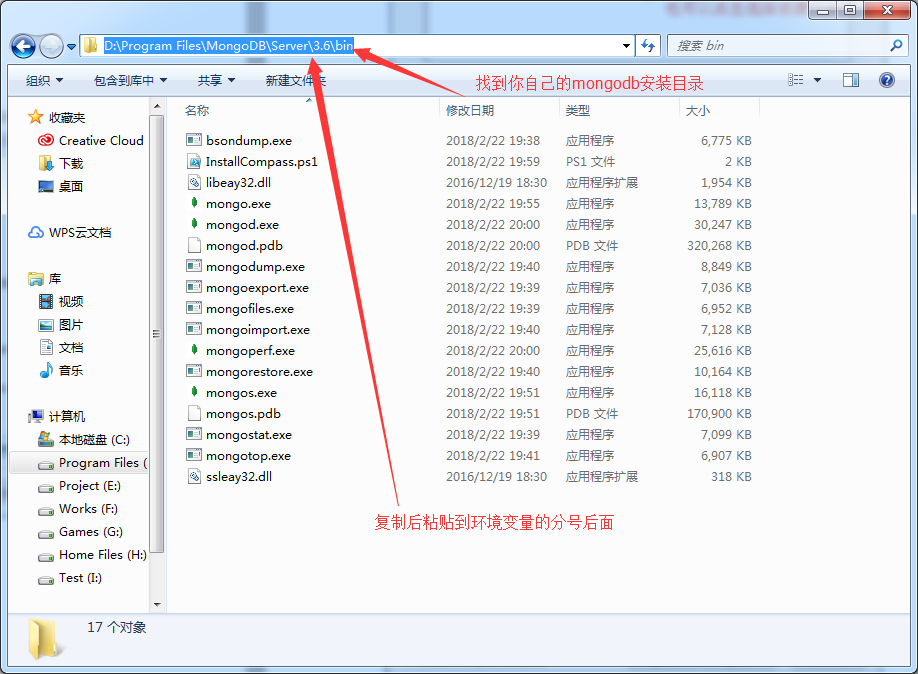 D:\Program Files\MongoDB\Server\3.6\bin
搜索 bin
组织 包含到库中 共享 新建文件夹
找到你自己的mongodb安装目录
名称 修改日期 类型 大小
收藏夹
Creative Cloud
下载
桌面
WPS云文档
库
视频
图片
文档
音乐
计算机
本地磁盘 (C:)
Program Files (
Project (E:)
Works (F:)
Games (G:)
Home Files (H:)
Test (I:)
bsondump.exe 2018/2/22 19:38 应用程序 6,775 KB
InstallCompass.ps1 2018/2/22 19:59 PS1 文件 2 KB
libeay32.dll 2016/12/19 18:30 应用程序扩展 1,954 KB
mongo.exe 2018/2/22 19:55 应用程序 13,789 KB
mongod.exe 2018/2/22 20:00 应用程序 30,247 KB
mongod.pdb 2018/2/22 20:00 PDB 文件 320,268 KB
mongodump.exe 2018/2/22 19:40 应用程序 8,849 KB
mongoexport.exe 2018/2/22 19:39 应用程序 7,036 KB
mongofiles.exe 2018/2/22 19:39 应用程序 6,952 KB
mongoimport.exe 2018/2/22 19:40 应用程序 7,128 KB
mongoperf.exe 2018/2/22 20:00 应用程序 25,616 KB
mongorestore.exe 2018/2/22 19:40 应用程序 10,164 KB
mongos.exe 2018/2/22 19:51 应用程序 16,118 KB
mongos.pdb 2018/2/22 19:51 PDB 文件 170,900 KB
mongostat.exe 2018/2/22 19:39 应用程序 7,099 KB
mongotop.exe 2018/2/22 19:41 应用程序 6,907 KB
ssleay32.dll 2016/12/19 18:30 应用程序扩展 318 KB
复制后粘贴到环境变量的分号后面
17 个对象